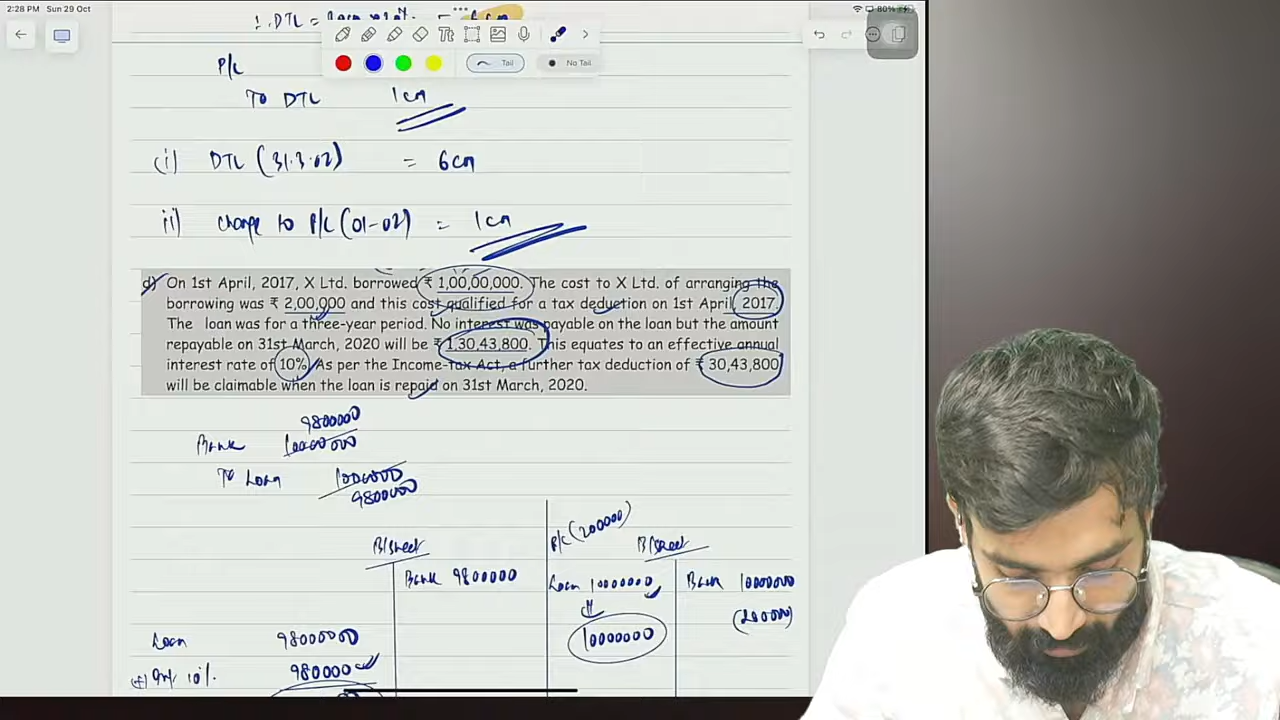 2:28 PM Sun 29 Oct
80%
Tail
No Tail
P/L
To DTL 1cr
(i) DTL (31.3.02) = 6cr
ii) charge to P/L (01-02) = 1cr
d) On 1st April, 2017, X Ltd. borrowed ₹ 1,00,00,000. The cost to X Ltd. of arranging the
borrowing was ₹ 2,00,000 and this cost qualified for a tax deduction on 1st April, 2017.
The loan was for a three-year period. No interest was payable on the loan but the amount
repayable on 31st March, 2020 will be ₹ 1,30,43,800. This equates to an effective annual
interest rate of 10%. As per the Income-tax Act, a further tax deduction of ₹ 30,43,800
will be claimable when the loan is repaid on 31st March, 2020.
9800000
Bank 10000000
To Loan 10000000
9800000
P/L (200000)
B/Sheet B/Sheet
Bank 9800000 Loan 10000000 Bank 10000000
(200000)
10000000
Loan 9800000
(+) Int 10% 980000